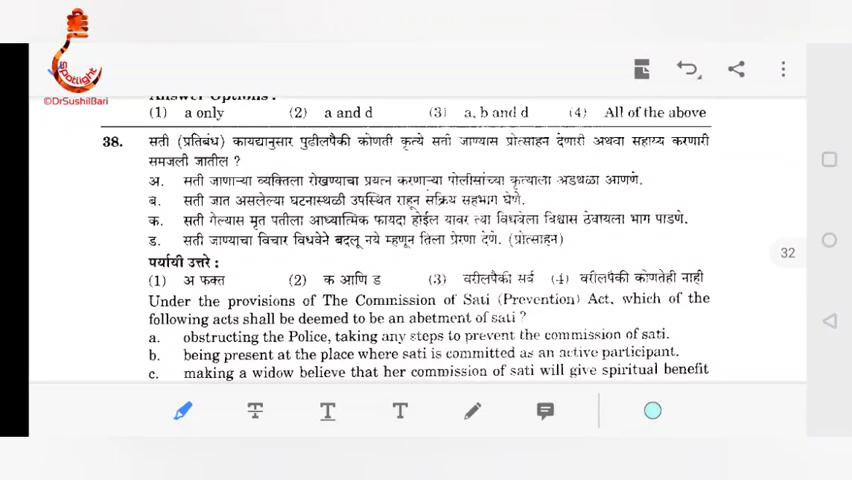 Spotlight
©DrSushilBari
Answer Options :
(1) a only (2) a and d (3) a, b and d (4) All of the above
38. सती (प्रतिबंध) कायद्यानुसार पुढीलपैकी कोणती कृत्ये सती जाण्यास प्रोत्साहन देणारी अथवा सहाय्य करणारी
समजली जातील ?
अ. सती जाणाऱ्या व्यक्तिला रोखण्याचा प्रयत्न करणाऱ्या पोलीसांच्या कृत्याला अडथळा आणणे.
ब. सती जात असलेल्या घटनास्थळी उपस्थित राहून सक्रिय सहभाग घेणे.
क. सती गेल्यास मृत पतीला आध्यात्मिक फायदा होईल यावर त्या विधवेला विश्वास ठेवायला भाग पाडणे.
ड. सती जाण्याचा विचार विधवेने बदलू नये म्हणून तिला प्रेरणा देणे. (प्रोत्साहन)
32
पर्यायी उत्तरे :
(1) अ फक्त (2) क आणि ड (3) वरीलपैकी सर्व (4) वरीलपैकी कोणतेही नाही
Under the provisions of The Commission of Sati (Prevention) Act, which of the
following acts shall be deemed to be an abetment of sati ?
a. obstructing the Police, taking any steps to prevent the commission of sati.
b. being present at the place where sati is committed as an active participant.
c. making a widow believe that her commission of sati will give spiritual benefit